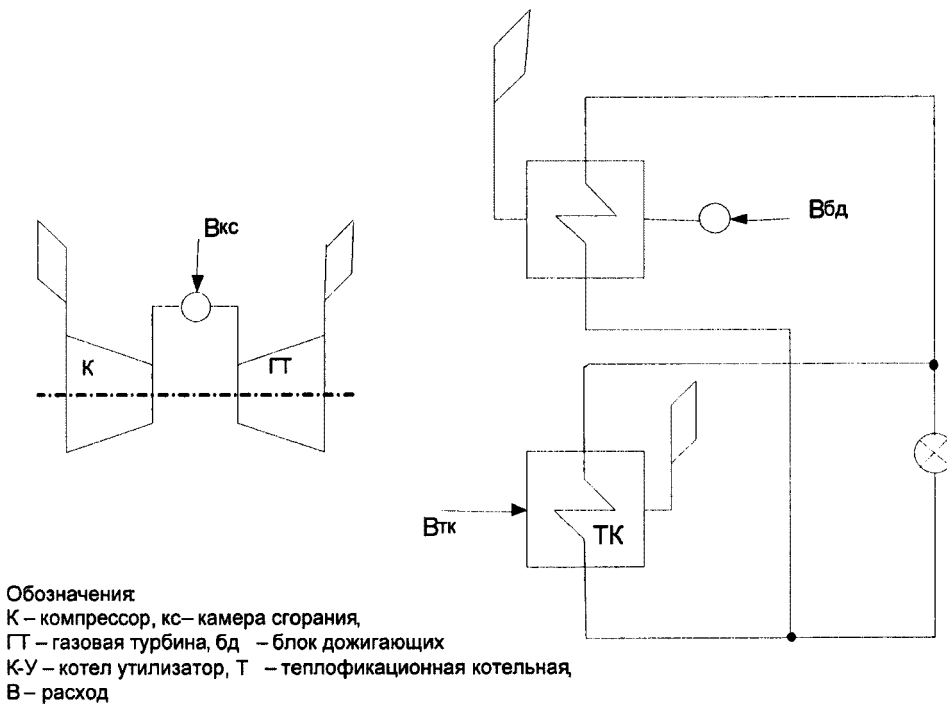 Вкс
К
ГТ
Вбд
Втк
ТК
Обозначения:
К – компрессор, кс– камера сгорания,
ГТ – газовая турбина, бд – блок дожигающих
К-У – котел утилизатор, Т – теплофикационная котельная,
В – расход